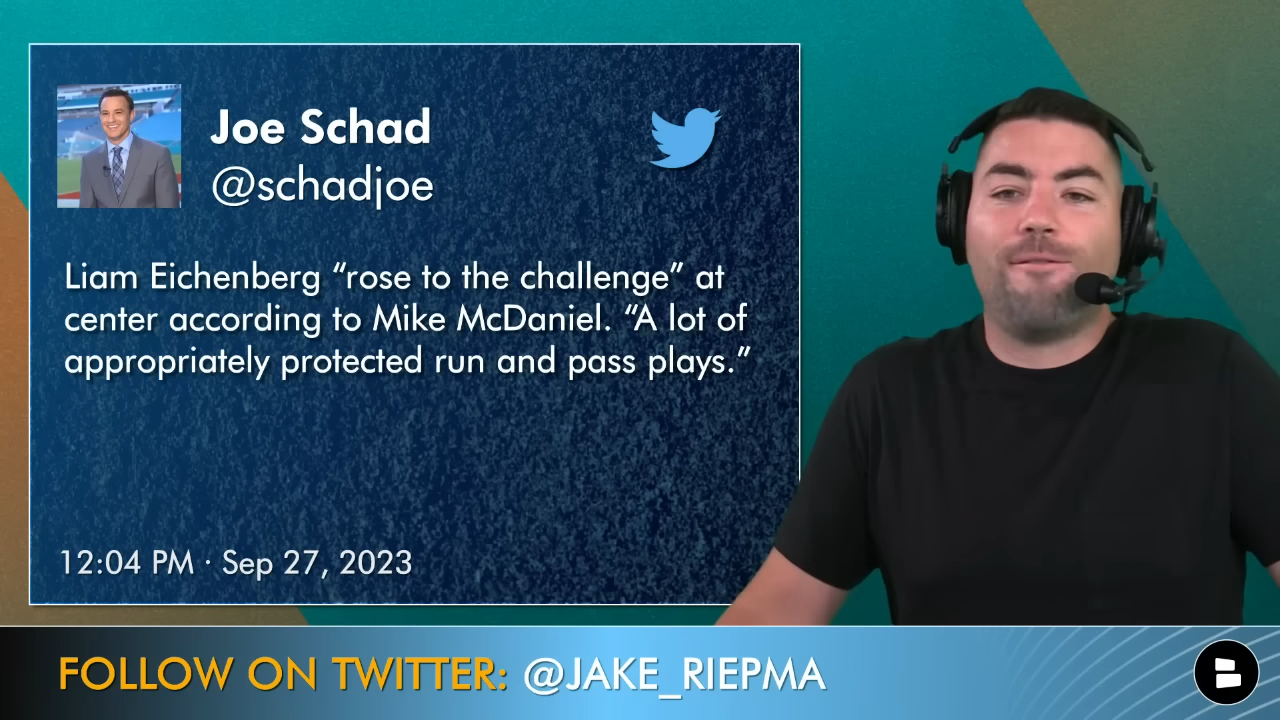 Joe Schad
@schadjoe
Liam Eichenberg “rose to the challenge” at
center according to Mike McDaniel. “A lot of
appropriately protected run and pass plays.”
12:04 PM · Sep 27, 2023
FOLLOW ON TWITTER: @JAKE_RIEPMA